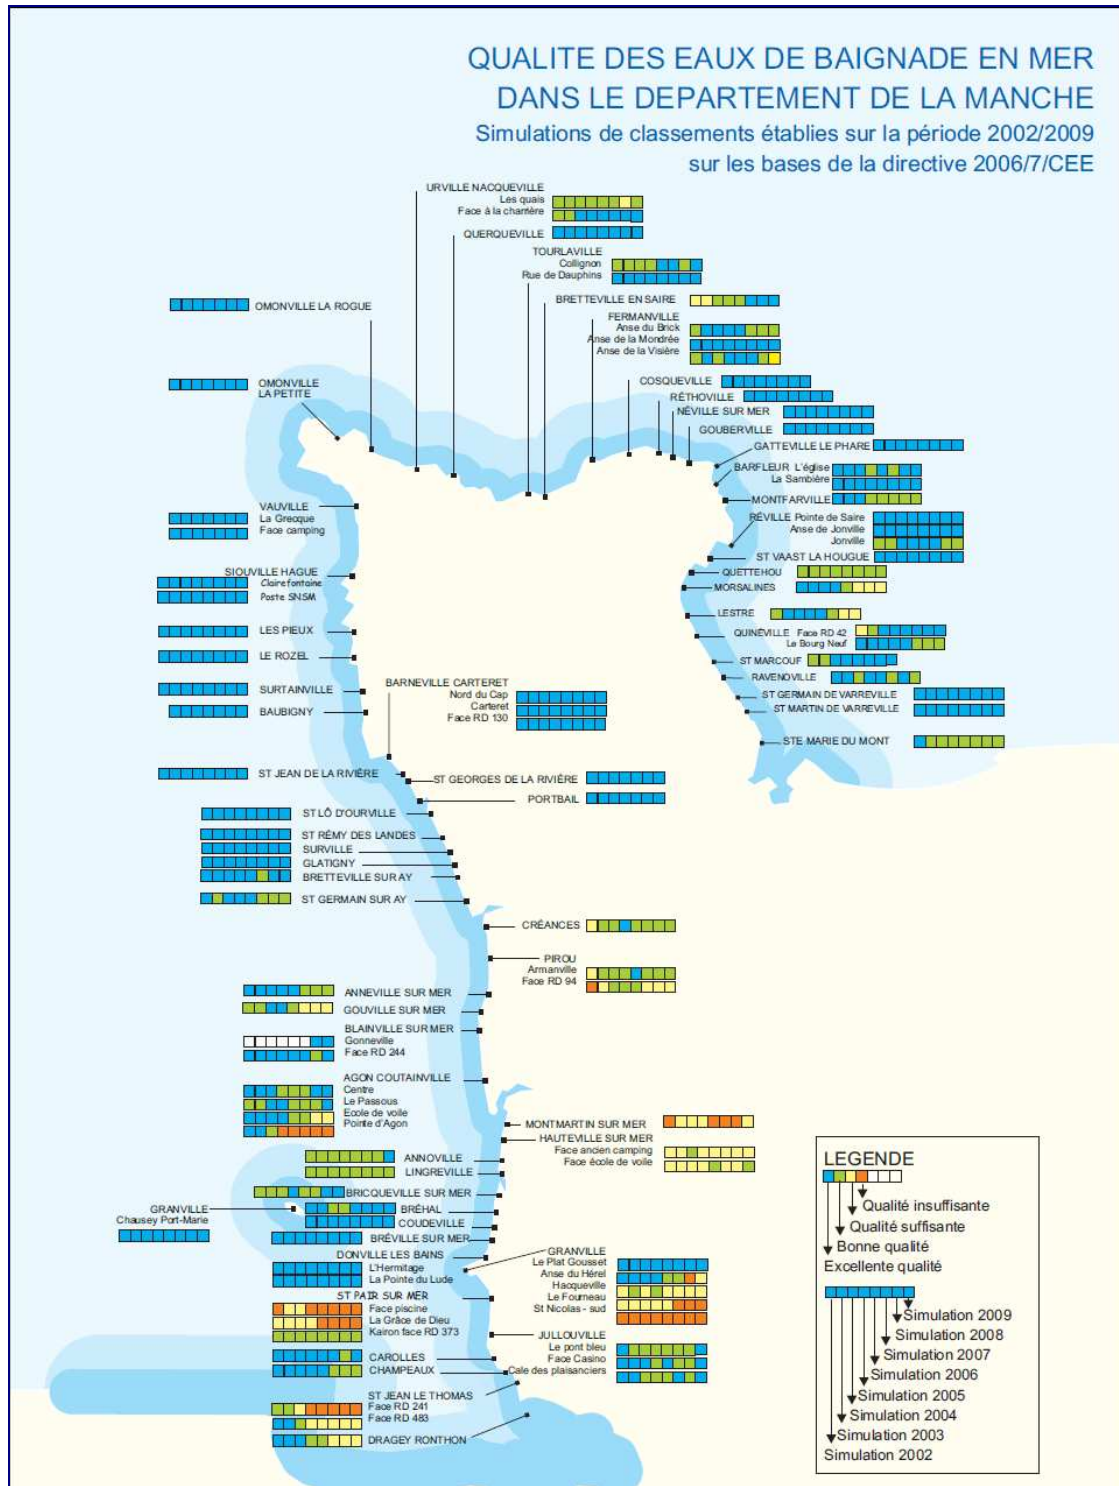 QUALITE DES EAUX DE BAIGNADE EN MER
DANS LE DEPARTEMENT DE LA MANCHE
Simulations de classements établies sur la période 2002/2009
sur les bases de la directive 2006/7/CEE
URVILLE NACQUEVILLE
Les quais
Face à la charrière
QUERQUEVILLE
TOURLAVILLE
Collignon
Rue de Dauphins
BRETTEVILLE EN SAIRE
OMONVILLE LA ROGUE
FERMANVILLE
Anse du Brick
Anse de la Mondrée
Anse de la Visière
OMONVILLE
LA PETITE
COSQUEVILLE
RÉTHOVILLE
NÉVILLE SUR MER
GOUBERVILLE
GATTEVILLE LE PHARE
BARFLEUR L'église
La Sambière
MONTFARVILLE
VAUVILLE
La Grecque
Face camping
RÉVILLE Pointe de Saire
Anse de Jonville
Jonville
ST VAAST LA HOUGUE
SIOUVILLE HAGUE
Clairefontaine
Poste SNSM
QUETTEHOU
MORSALINES
LESTRE
LES PIEUX
QUINÉVILLE Face RD 42
Le Bourg Neuf
LE ROZEL
ST MARCOUF
RAVENOVILLE
SURTAINVILLE
BARNEVILLE CARTERET
Nord du Cap
Carteret
Face RD 130
ST GERMAIN DE VARREVILLE
ST MARTIN DE VARREVILLE
BAUBIGNY
STE MARIE DU MONT
ST JEAN DE LA RIVIÈRE
ST GEORGES DE LA RIVIÈRE
PORTBAIL
ST LÔ D'OURVILLE
ST RÉMY DES LANDES
SURVILLE
GLATIGNY
BRETTEVILLE SUR AY
ST GERMAIN SUR AY
CRÉANCES
PIROU
Armanville
Face RD 94
ANNEVILLE SUR MER
GOUVILLE SUR MER
BLAINVILLE SUR MER
Gonneville
Face RD 244
AGON COUTAINVILLE
Centre
Le Passous
Ecole de voile
Pointe d'Agon
MONTMARTIN SUR MER
HAUTEVILLE SUR MER
Face ancien camping
Face école de voile
ANNOVILLE
LINGREVILLE
BRICQUEVILLE SUR MER
GRANVILLE
Chausey Port-Marie
BRÉHAL
COUDEVILLE
BRÉVILLE SUR MER
DONVILLE LES BAINS
L'Hermitage
La Pointe du Lude
GRANVILLE
Le Plat Gousset
Anse du Hérel
Hacqueville
Le Fourneau
St Nicolas - sud
ST PAIR SUR MER
Face piscine
La Grâce de Dieu
Kairon face RD 373
JULLOUVILLE
Le pont bleu
Face Casino
Cale des plaisanciers
CAROLLES
CHAMPEAUX
ST JEAN LE THOMAS
Face RD 241
Face RD 483
DRAGEY RONTHON
LEGENDE
Qualité insuffisante
Qualité suffisante
Bonne qualité
Excellente qualité
Simulation 2009
Simulation 2008
Simulation 2007
Simulation 2006
Simulation 2005
Simulation 2004
Simulation 2003
Simulation 2002